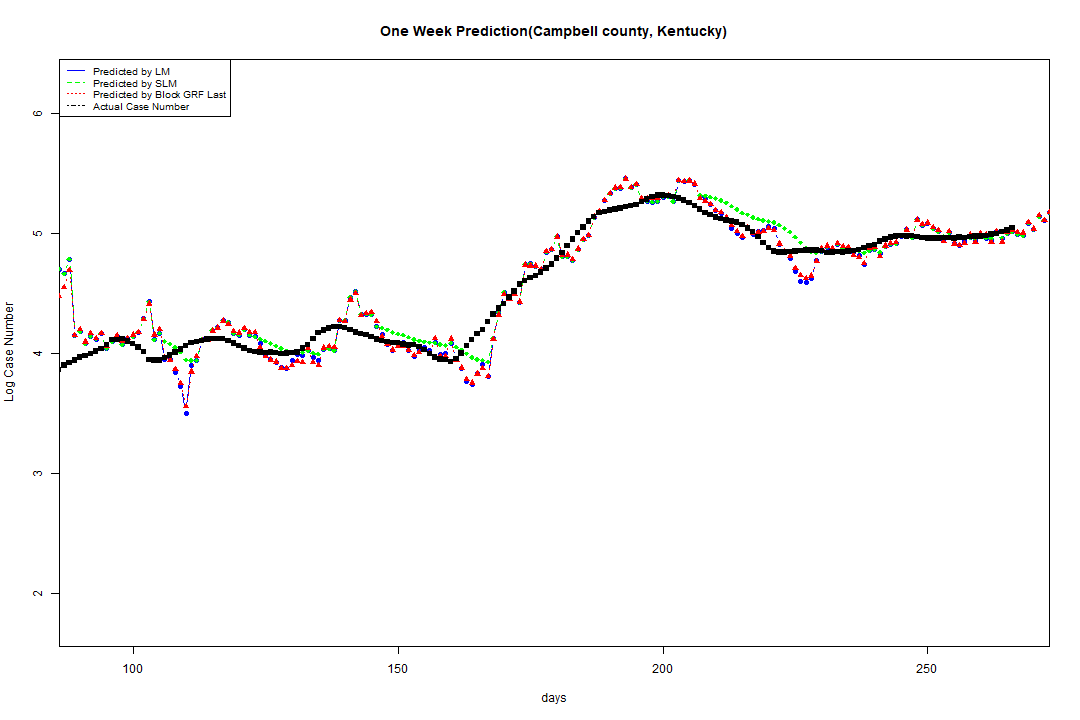 One Week Prediction(Campbell county, Kentucky)
Predicted by LM
Predicted by SLM
Predicted by Block GRF Last
Actual Case Number
6
5
4
3
2
Log Case Number
100 150 200 250
days